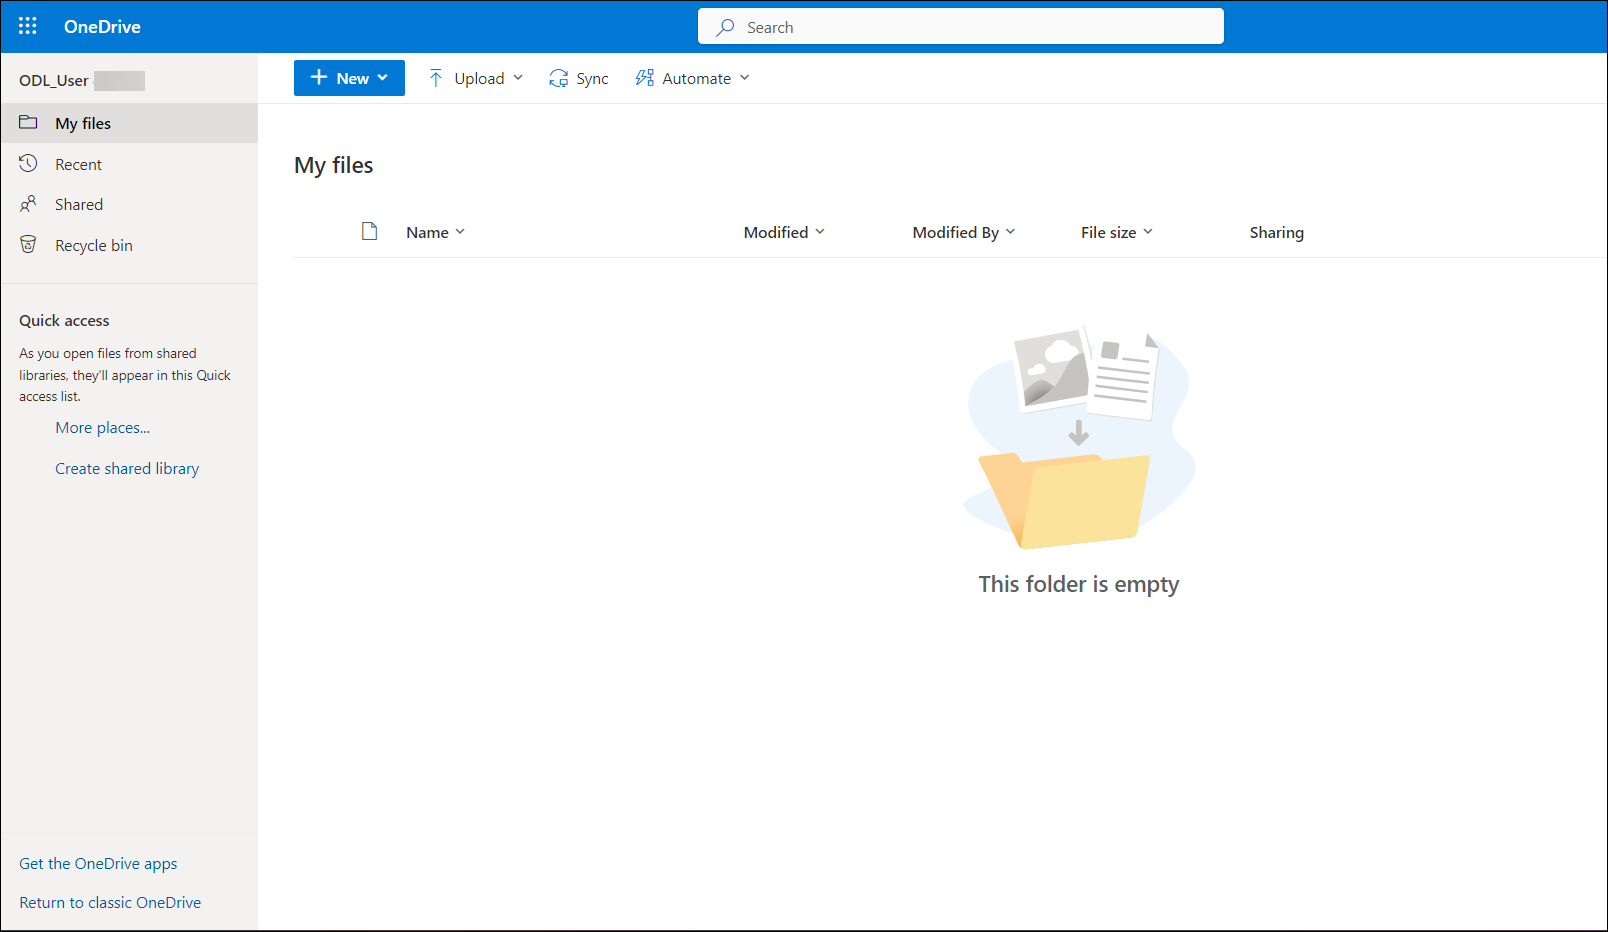 OneDrive
Search
ODL_User
New
Upload
Sync
Automate
My files
Recent
Shared
Recycle bin
Quick access
As you open files from shared
libraries, they'll appear in this Quick
access list.
More places...
Create shared library
Get the OneDrive apps
Return to classic OneDrive
My files
Name
Modified
Modified By
File size
Sharing
This folder is empty